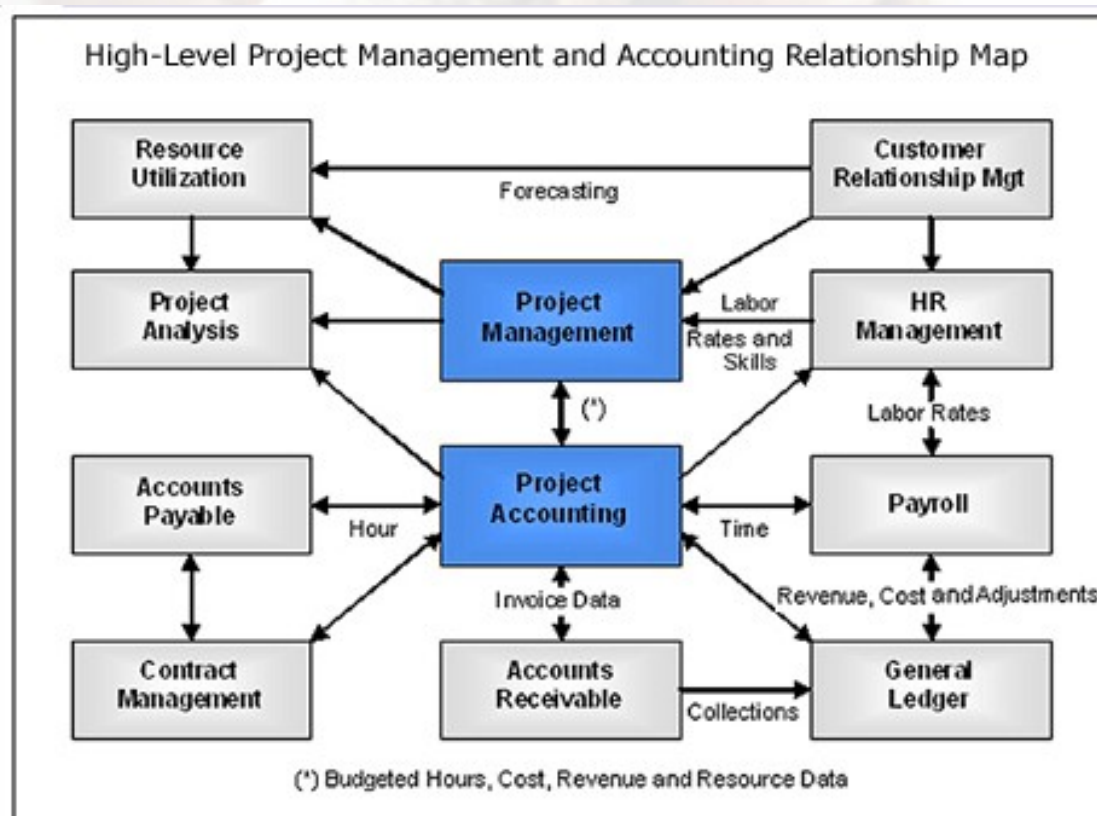 High-Level Project Management and Accounting Relationship Map
Resource
Utilization
Forecasting
Customer
Relationship Mgt
Project
Analysis
Project
Management
Labor
Rates and
Skills
HR
Management
(*)
Labor Rates
Accounts
Payable
Hour
Project
Accounting
Time
Payroll
Invoice Data
Revenue, Cost and Adjustments
Contract
Management
Accounts
Receivable
Collections
General
Ledger
(*) Budgeted Hours, Cost, Revenue and Resource Data